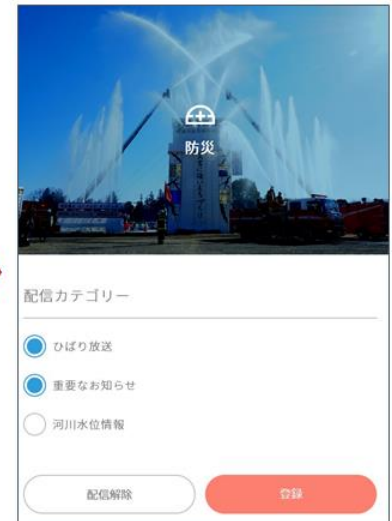 防災
配信カテゴリー
ひばり放送
重要なお知らせ
河川水位情報
配信解除
登録